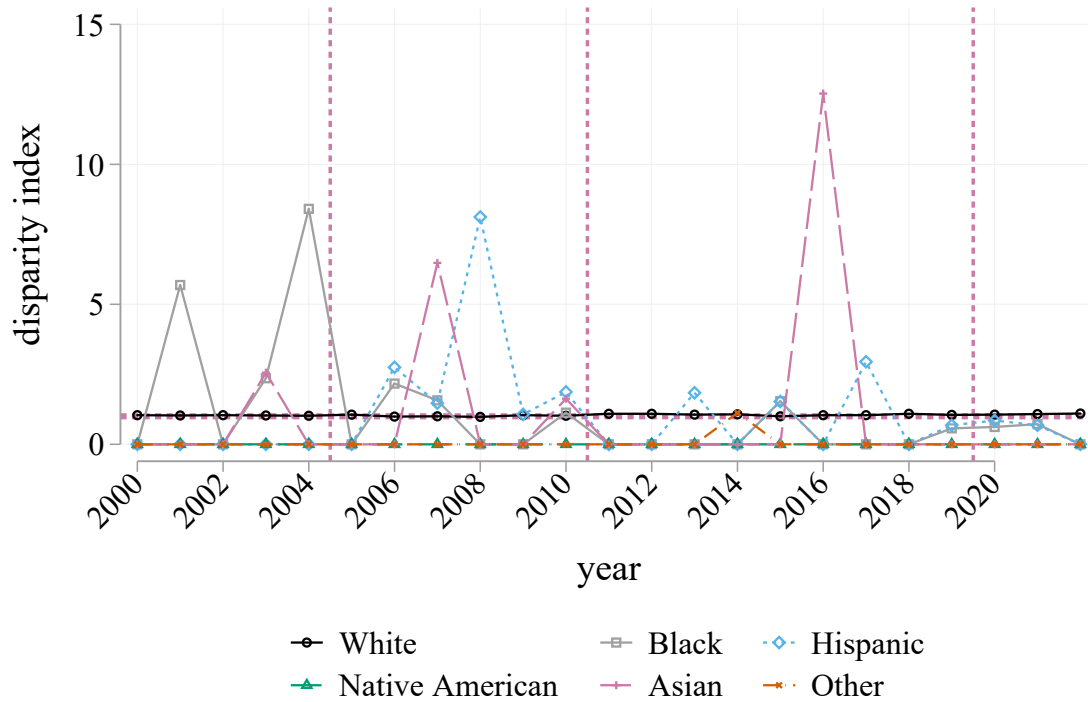 15
10
5
0
disparity index
2000 2002 2004 2006 2008 2010 2012 2014 2016 2018 2020
year
White Black Hispanic
Native American Asian Other